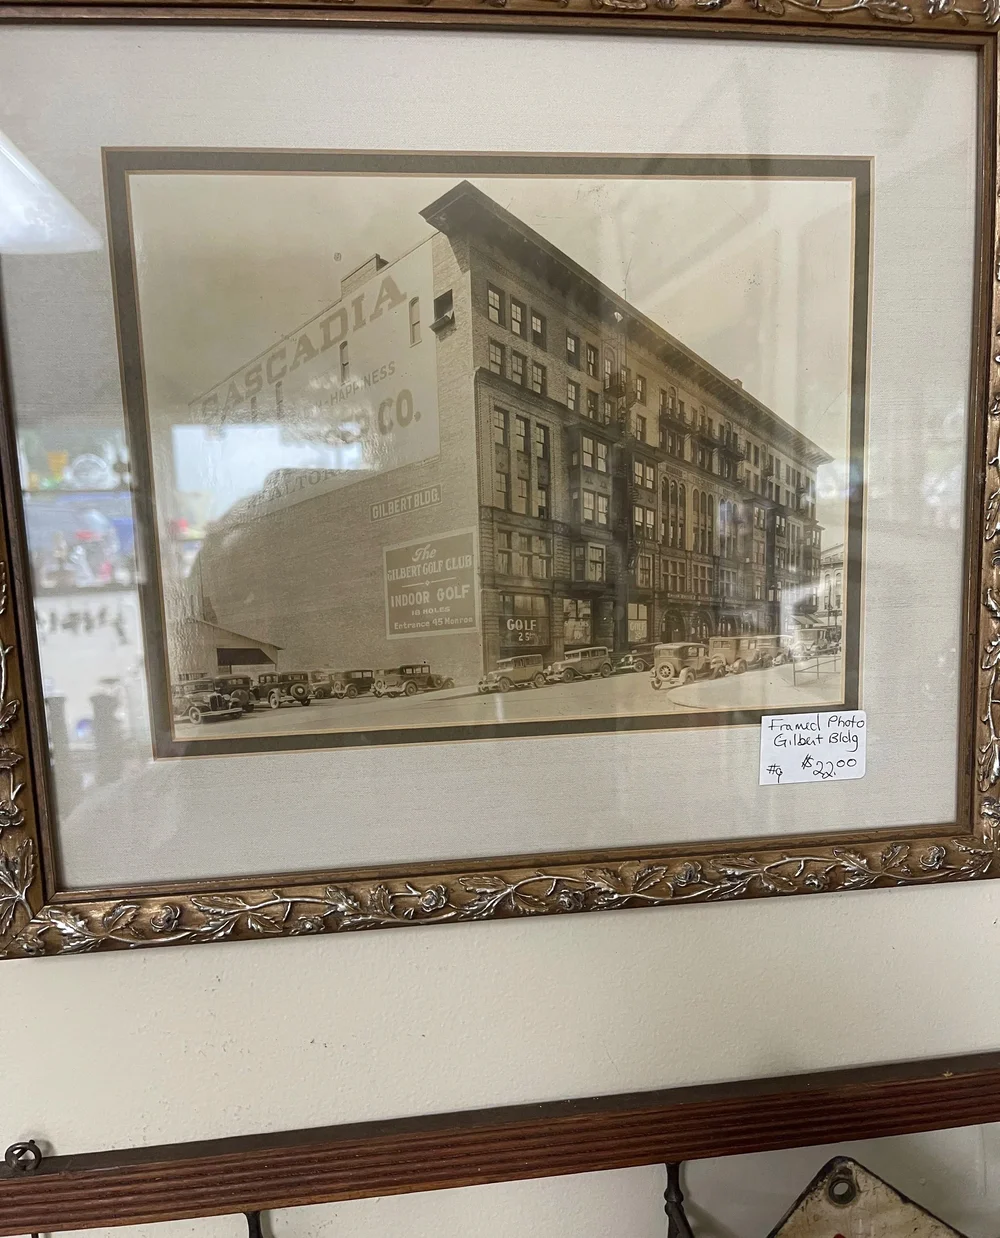 CASCADIA
CO.
GILBERT BLDG.
The
GILBERT GOLF CLUB
INDOOR GOLF
18 HOLES
Entrance 45 Monroe
GOLF
25
Framed Photo
Gilbert Bldg
#9 $22.00